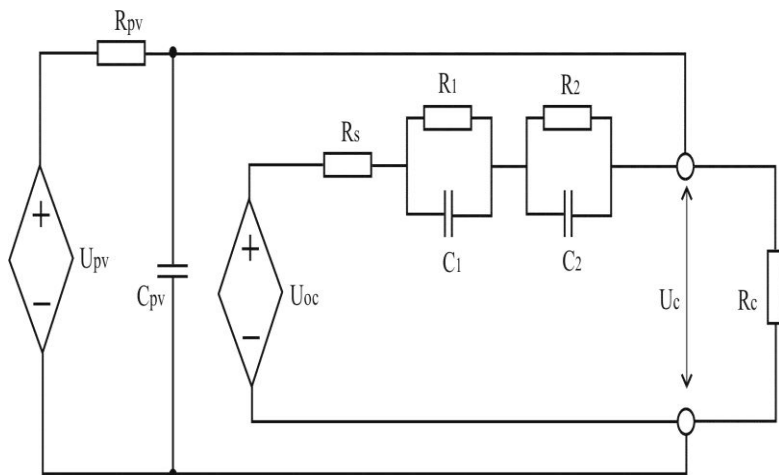 Rpv
R1
R2
Rs
+
Upv
−
Cpv
+
Uoc
−
C1
C2
Uc
Rc